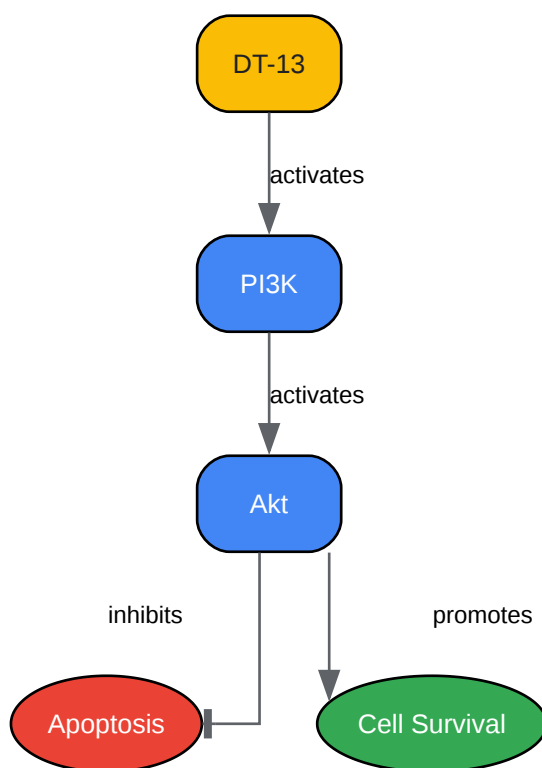 DT-13
activates
PI3K
activates
Akt
inhibits
promotes
Apoptosis
Cell Survival